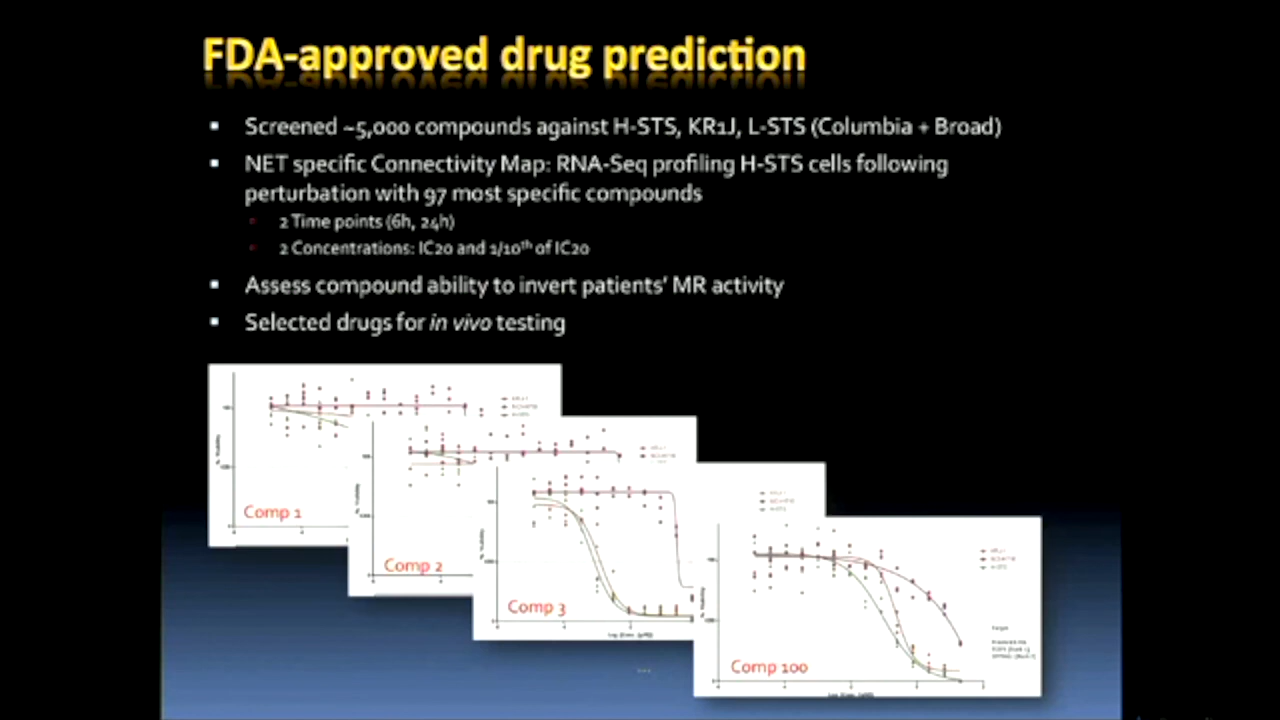 FDA-approved drug prediction
▪ Screened ~5,000 compounds against H-STS, KR1J, L-STS (Columbia + Broad)
▪ NET specific Connectivity Map: RNA-Seq profiling H-STS cells following
perturbation with 97 most specific compounds
▪ 2 Time points (6h, 24h)
▪ 2 Concentrations: IC20 and 1/10th of IC20
▪ Assess compound ability to invert patients' MR activity
▪ Selected drugs for in vivo testing
Comp 1
Comp 2
Comp 3
Comp 100
...